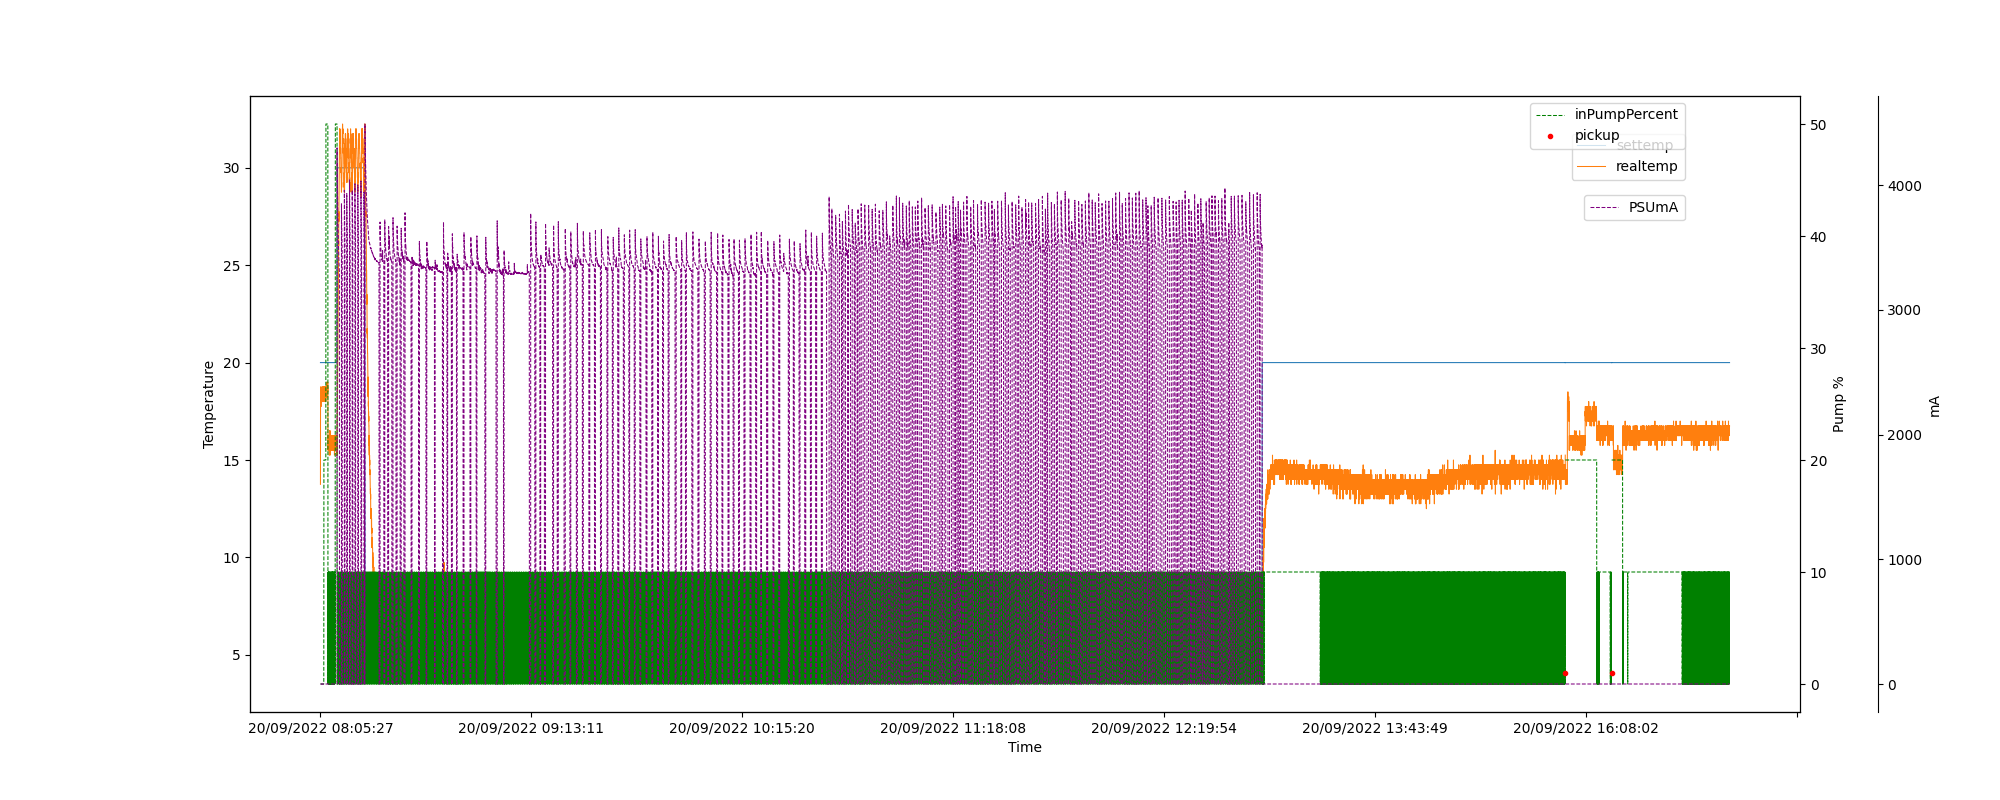 inPumpPercent
pickup
settemp
realtemp
PSUmA
30
25
20
15
10
5
Temperature
50
40
30
20
10
0
Pump %
4000
3000
2000
1000
0
mA
20/09/2022 08:05:27
20/09/2022 09:13:11
20/09/2022 10:15:20
20/09/2022 11:18:08
20/09/2022 12:19:54
20/09/2022 13:43:49
20/09/2022 16:08:02
Time